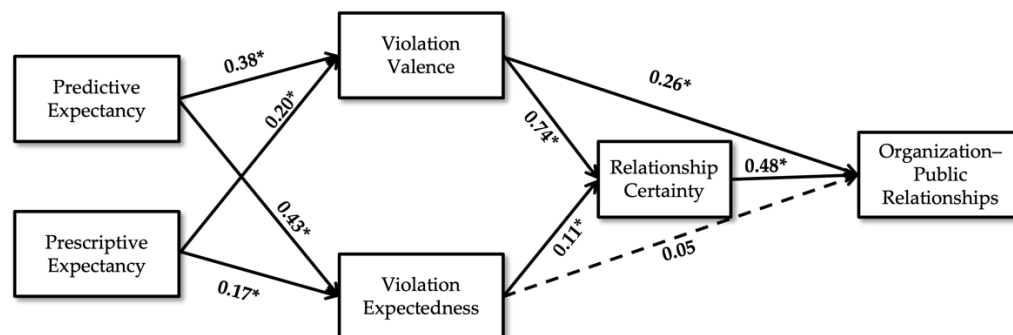 Predictive
Expectancy
Prescriptive
Expectancy
0.38*
0.20*
0.43*
0.17*
Violation
Valence
Violation
Expectedness
0.74*
0.11*
0.26*
Relationship
Certainty
0.48*
0.05
Organization–
Public
Relationships